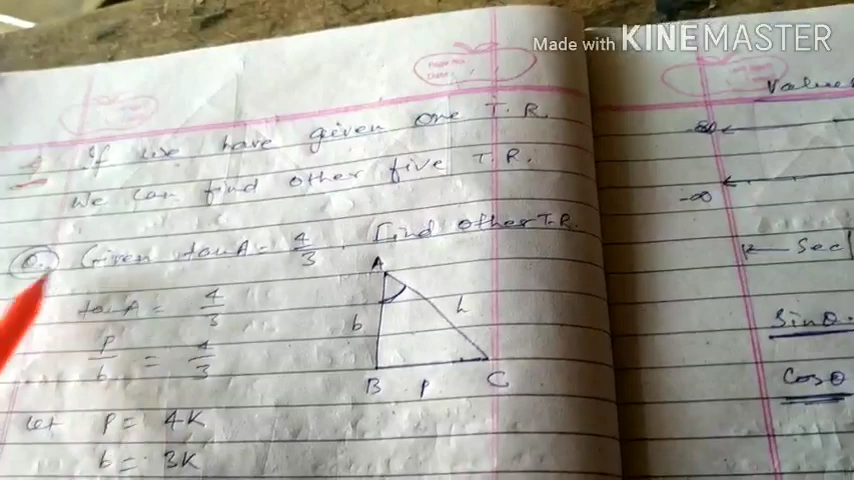 Made with KINEMASTER
If we have given one T.R.
We can find other five T.R.
Q. Given tanA = 4/3. Find other T.R.
tanA = 4/3
P/b = 4/3
A
b
h
B
P
C
let P = 4K
b = 3K
Values
-∞
-∞
Sec
Sinθ
Cosθ